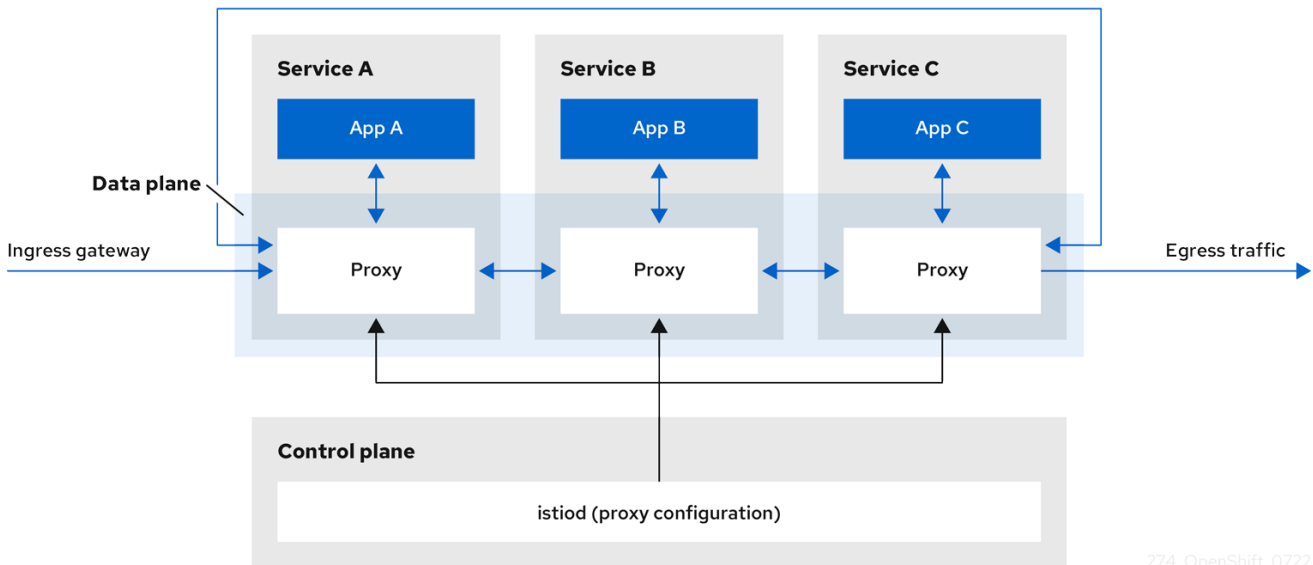 Service A
Service B
Service C
App A
App B
App C
Data plane
Ingress gateway
Proxy
Proxy
Proxy
Egress traffic
Control plane
istiod (proxy configuration)
274_OpenShift_0722